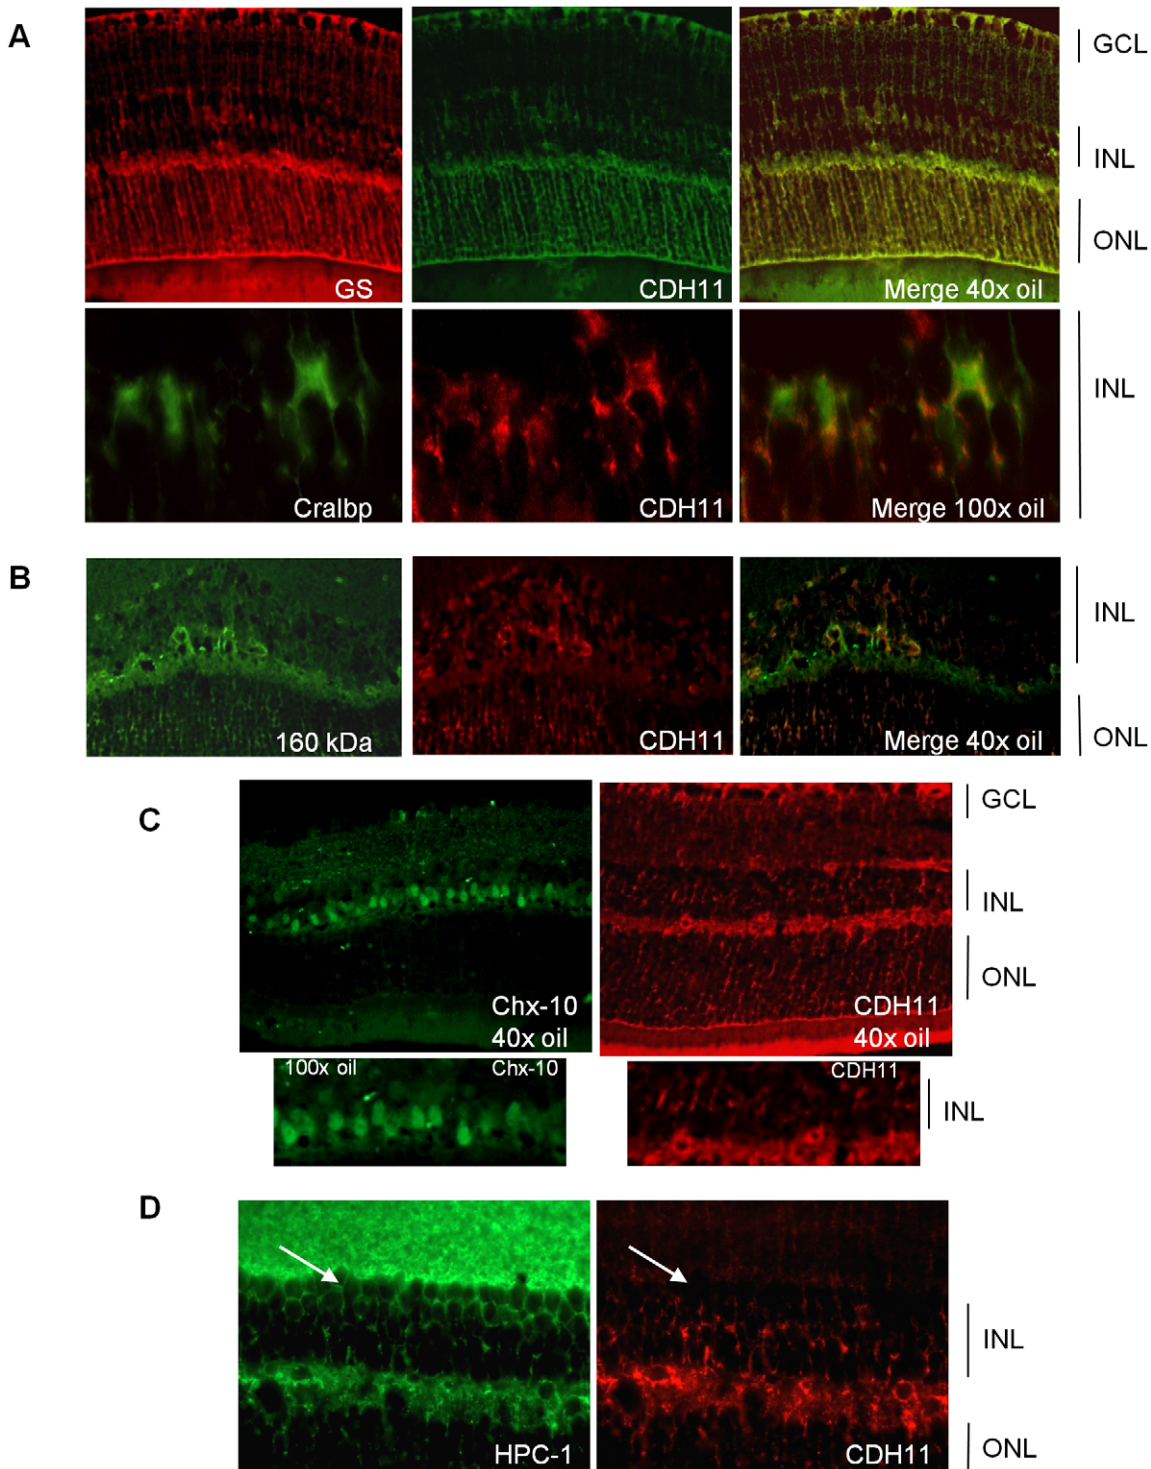 A
GCL
INL
ONL
GS
CDH11
Merge 40x oil
INL
Cralbp
CDH11
Merge 100x oil
B
INL
ONL
160 kDa
CDH11
Merge 40x oil
C
GCL
INL
ONL
Chx-10
40x oil
CDH11
40x oil
100x oil
Chx-10
CDH11
INL
D
INL
ONL
HPC-1
CDH11